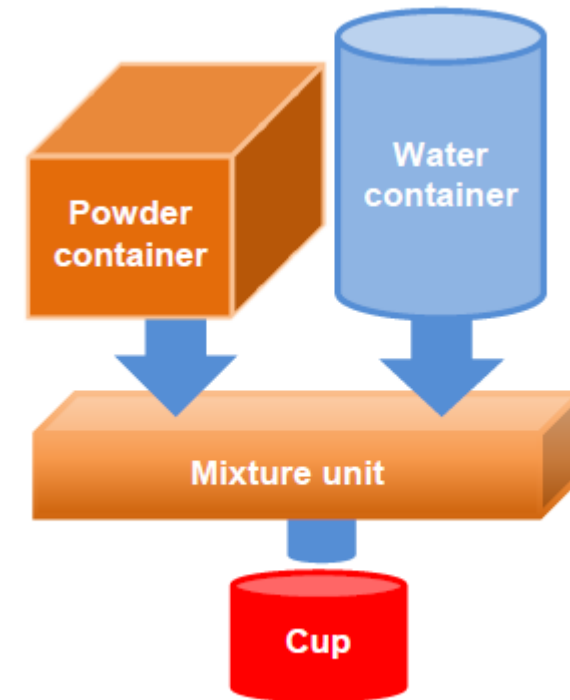 Powder
container
Water
container
Mixture unit
Cup